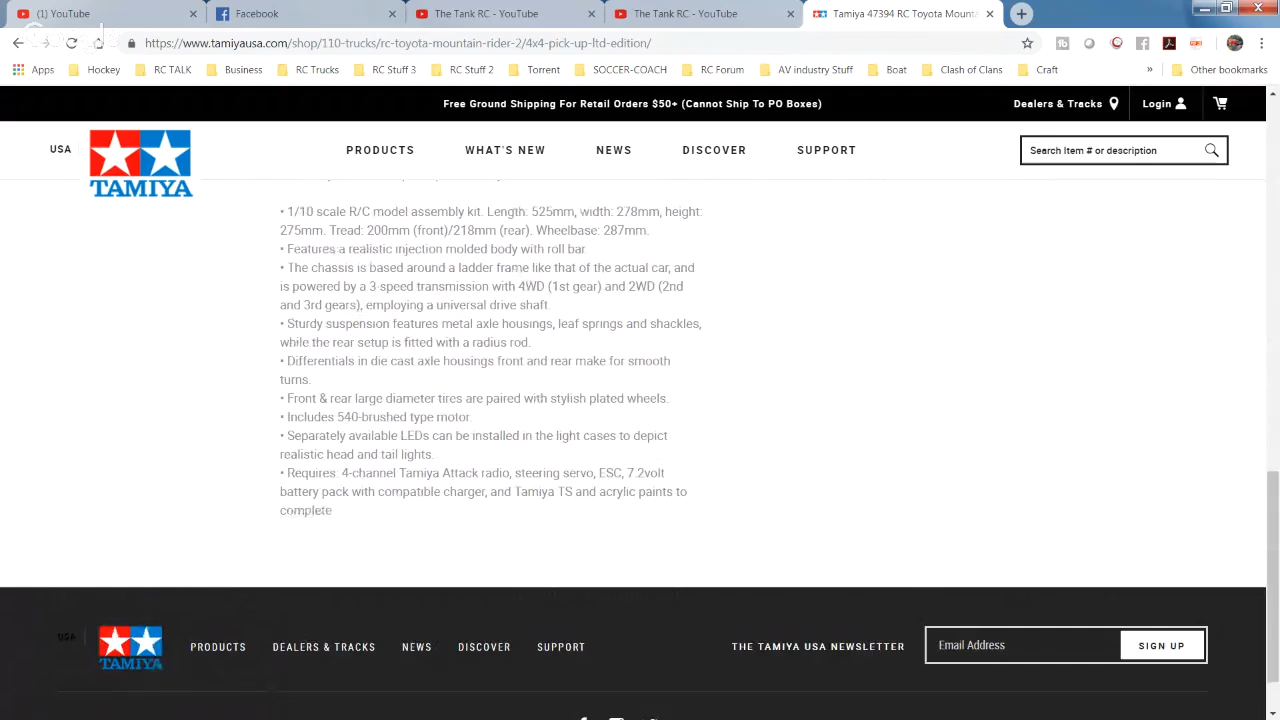 (1) YouTube
Facebook
The Tank RC - YouTube
The Tank RC - YouTube
Tamiya 47394 RC Toyota Mounta
https://www.tamiyausa.com/shop/110-trucks/rc-toyota-mountain-rider-2/4x4-pick-up-ltd-edition/
Apps Hockey RC TALK Business RC Trucks RC Stuff 3 RC Stuff 2 Torrent SOCCER-COACH RC Forum AV industry Stuff Boat Clash of Clans Craft » Other bookmarks
Free Ground Shipping For Retail Orders $50+ (Cannot Ship To PO Boxes)
Dealers & Tracks Login
USA TAMIYA PRODUCTS WHAT'S NEW NEWS DISCOVER SUPPORT
Search Item # or description
• 1/10 scale R/C model assembly kit. Length: 525mm, width: 278mm, height:
275mm. Tread: 200mm (front)/218mm (rear). Wheelbase: 287mm.
• Features a realistic injection molded body with roll bar
• The chassis is based around a ladder frame like that of the actual car, and
is powered by a 3-speed transmission with 4WD (1st gear) and 2WD (2nd
and 3rd gears), employing a universal drive shaft.
• Sturdy suspension features metal axle housings, leaf springs and shackles,
while the rear setup is fitted with a radius rod.
• Differentials in die cast axle housings front and rear make for smooth
turns.
• Front & rear large diameter tires are paired with stylish plated wheels.
• Includes 540-brushed type motor.
• Separately available LEDs can be installed in the light cases to depict
realistic head and tail lights.
• Requires: 4-channel Tamiya Attack radio, steering servo, ESC, 7.2volt
battery pack with compatible charger, and Tamiya TS and acrylic paints to
complete
USA TAMIYA PRODUCTS DEALERS & TRACKS NEWS DISCOVER SUPPORT
THE TAMIYA USA NEWSLETTER Email Address SIGN UP